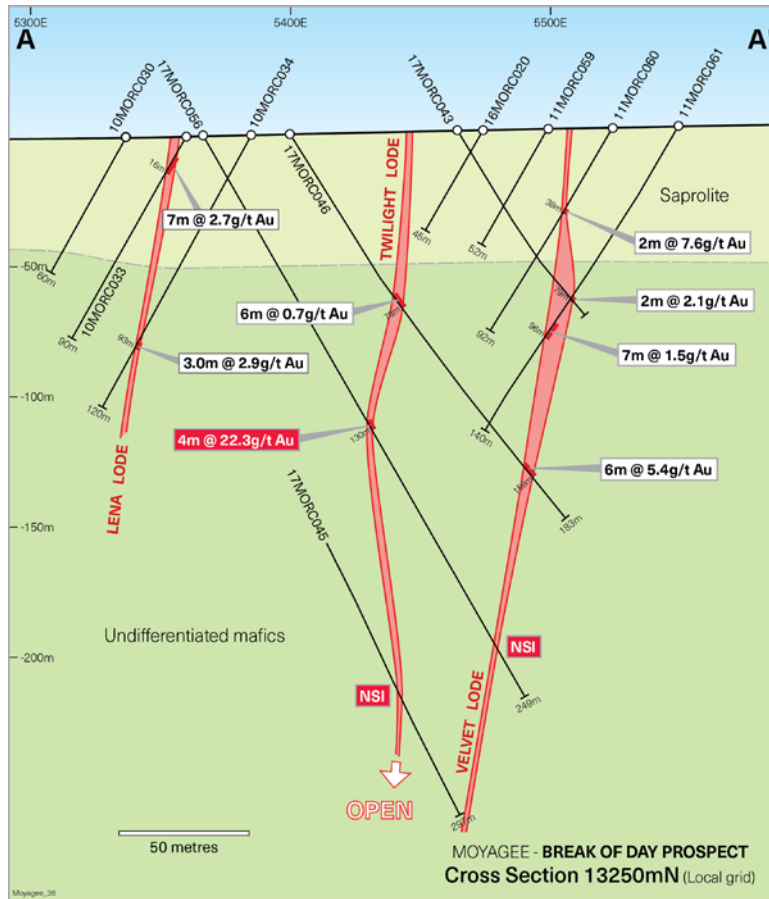 5300E
5400E
5500E
A
A'
10MORC030
17MORC086
10MORC034
17MORC046
17MORC043
16MORC020
11MORC059
11MORC060
11MORC061
16m
7m @ 2.7g/t Au
TWILIGHT LODE
Saprolite
38m
2m @ 7.6g/t Au
45m
52m
-50m
60m
10MORC033
6m @ 0.7g/t Au
75m
79m
2m @ 2.1g/t Au
90m
93m
3.0m @ 2.9g/t Au
92m
96m
7m @ 1.5g/t Au
-100m
120m
4m @ 22.3g/t Au
130m
140m
LENA LODE
6m @ 5.4g/t Au
-150m
17MORC045
183m
Undifferentiated mafics
-200m
NSI
NSI
249m
VELVET LODE
OPEN
50 metres
MOYAGEE - BREAK OF DAY PROSPECT
Cross Section 13250mN (Local grid)
Moyagee_36